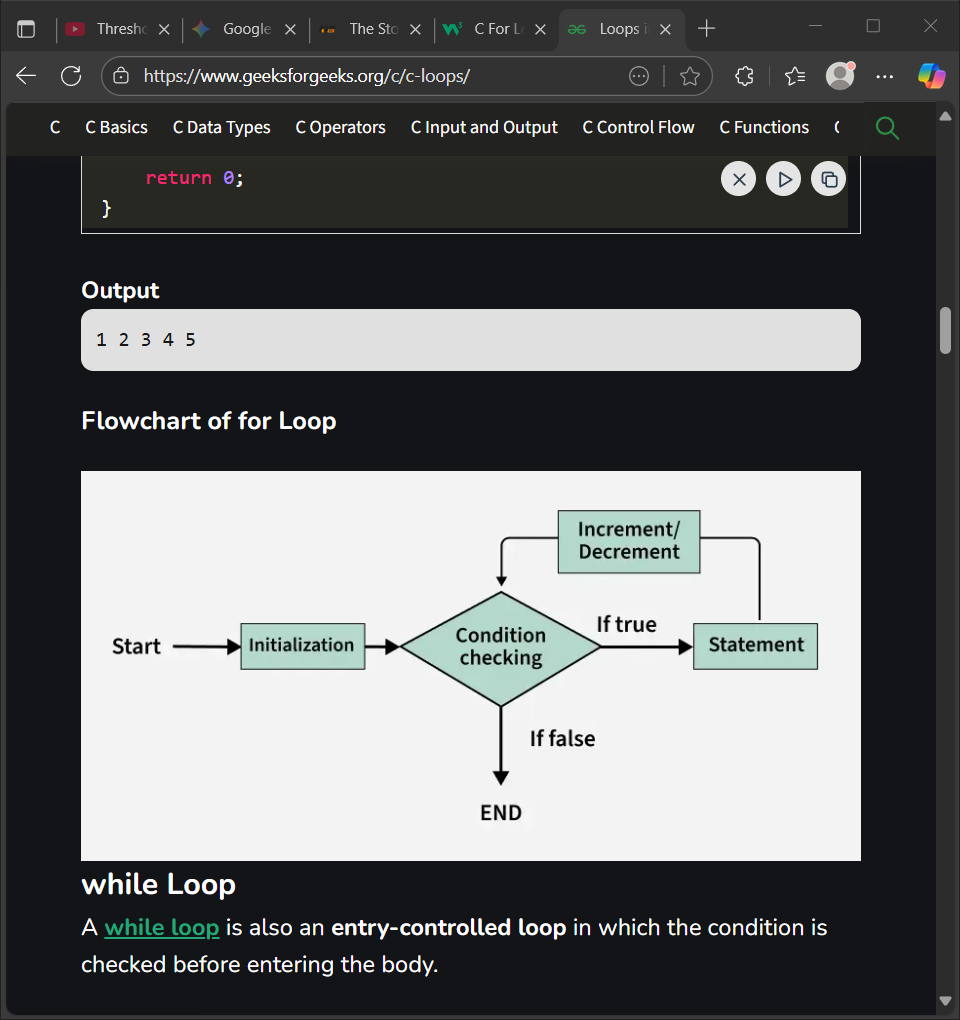 Thresho
Google
The Sto
C For L
Loops i
https://www.geeksforgeeks.org/c/c-loops/
C C Basics C Data Types C Operators C Input and Output C Control Flow C Functions
return 0;
}
Output
1 2 3 4 5
Flowchart of for Loop
Increment/
Decrement
Start
Initialization
Condition
checking
If true
Statement
If false
END
while Loop
A while loop is also an entry-controlled loop in which the condition is
checked before entering the body.